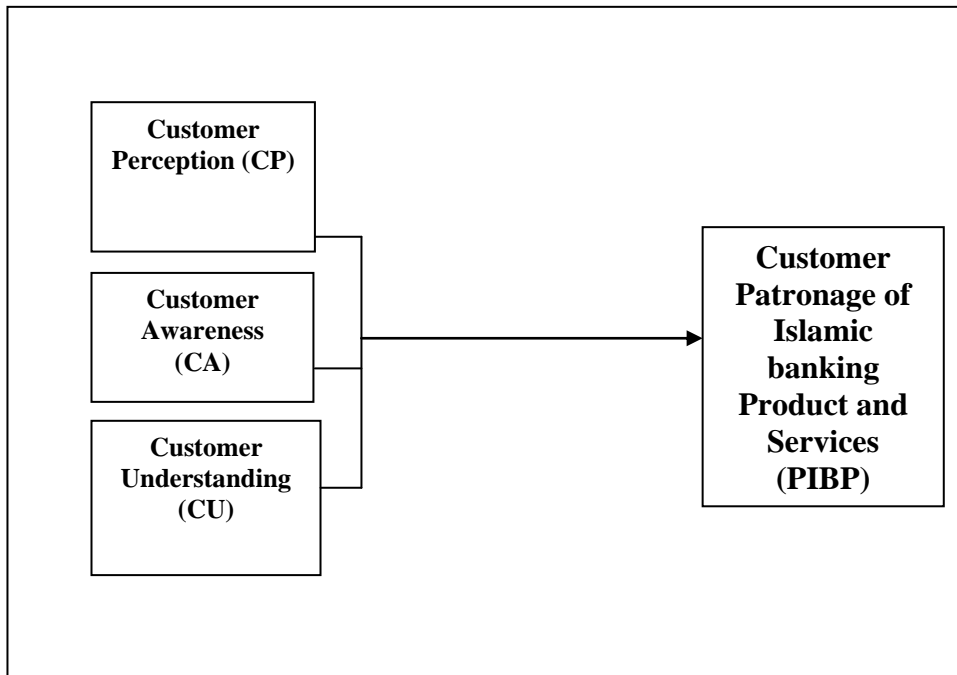 Customer
Perception (CP)
Customer
Awareness
(CA)
Customer
Understanding
(CU)
Customer
Patronage of
Islamic
banking
Product and
Services
(PIBP)